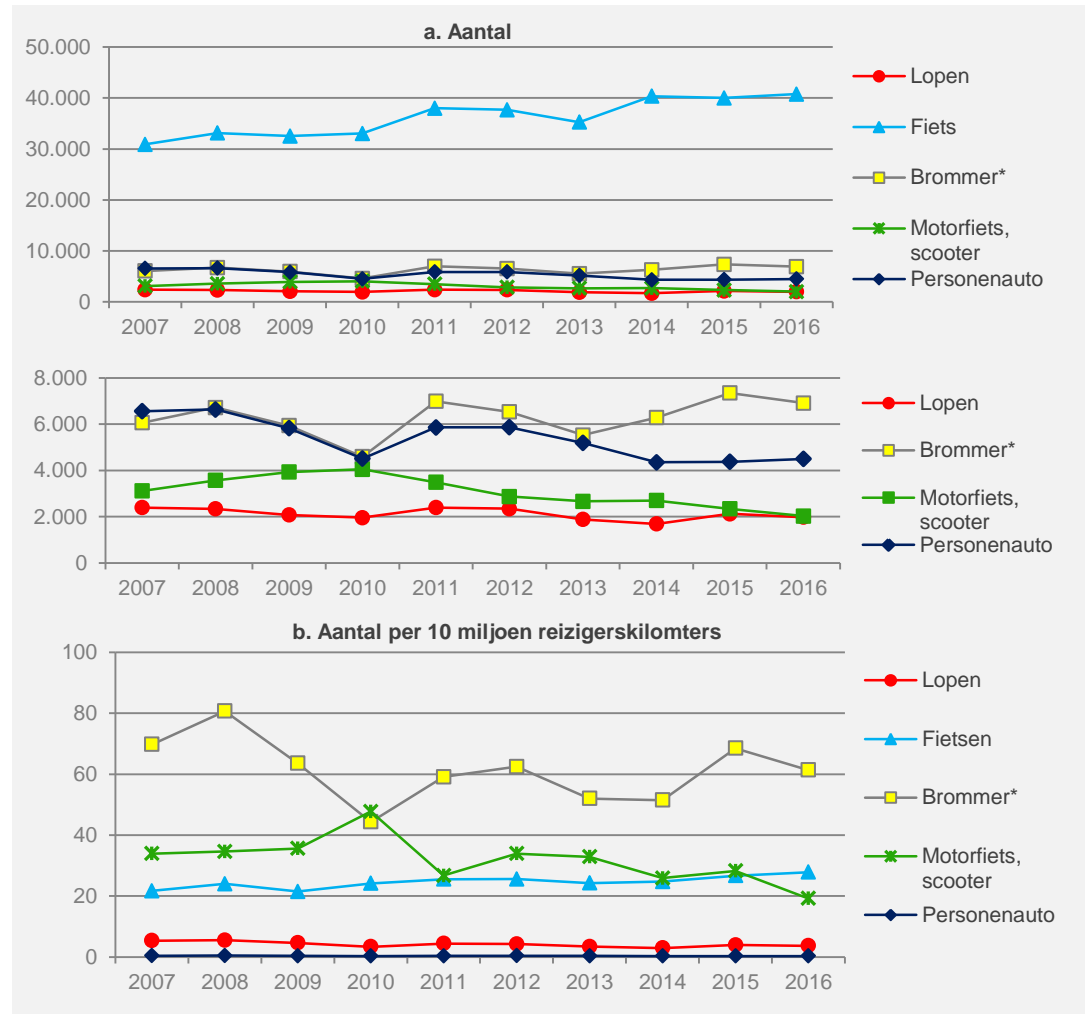 a. Aantal
50.000
40.000
30.000
20.000
10.000
0
2007 2008 2009 2010 2011 2012 2013 2014 2015 2016
Lopen
Fiets
Brommer*
Motorfiets,
scooter
Personenauto
8.000
6.000
4.000
2.000
0
2007 2008 2009 2010 2011 2012 2013 2014 2015 2016
Lopen
Brommer*
Motorfiets,
scooter
Personenauto
b. Aantal per 10 miljoen reizigerskilomters
100
80
60
40
20
0
2007 2008 2009 2010 2011 2012 2013 2014 2015 2016
Lopen
Fietsen
Brommer*
Motorfiets,
scooter
Personenauto